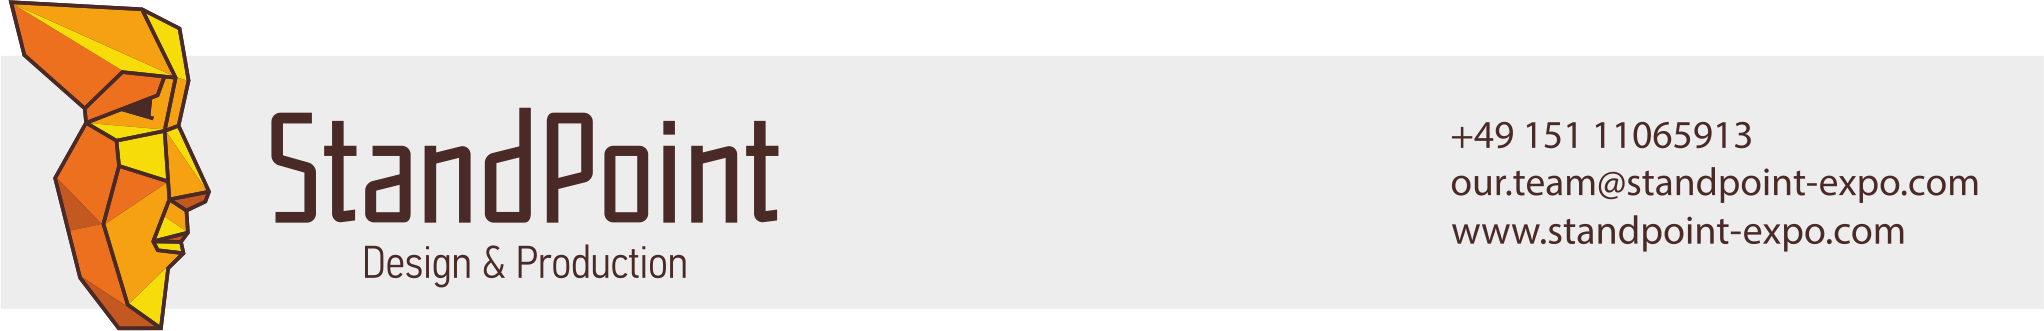 StandPoint
Design & Production
+49 151 11065913
our.team@standpoint-expo.com
www.standpoint-expo.com